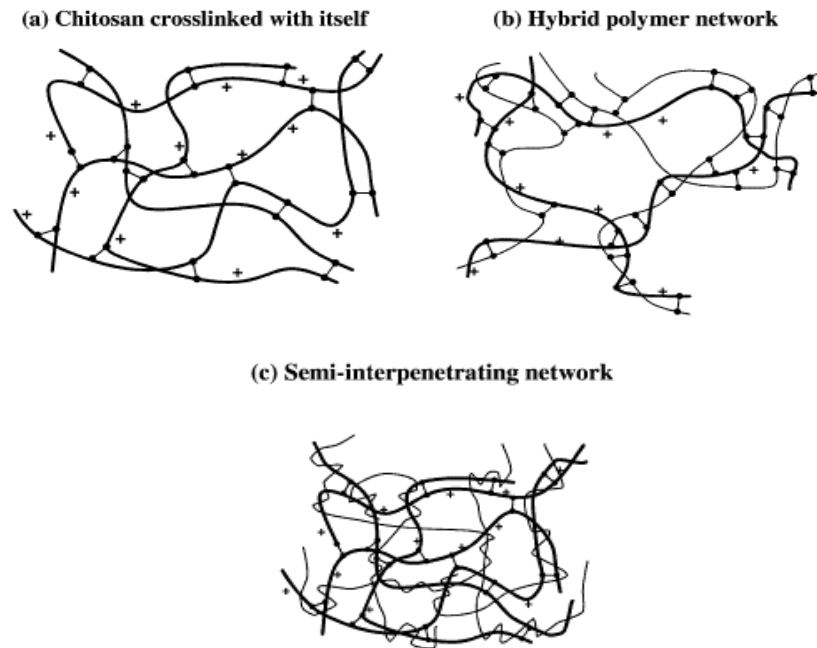 (a) Chitosan crosslinked with itself
(b) Hybrid polymer network
(c) Semi-interpenetrating network